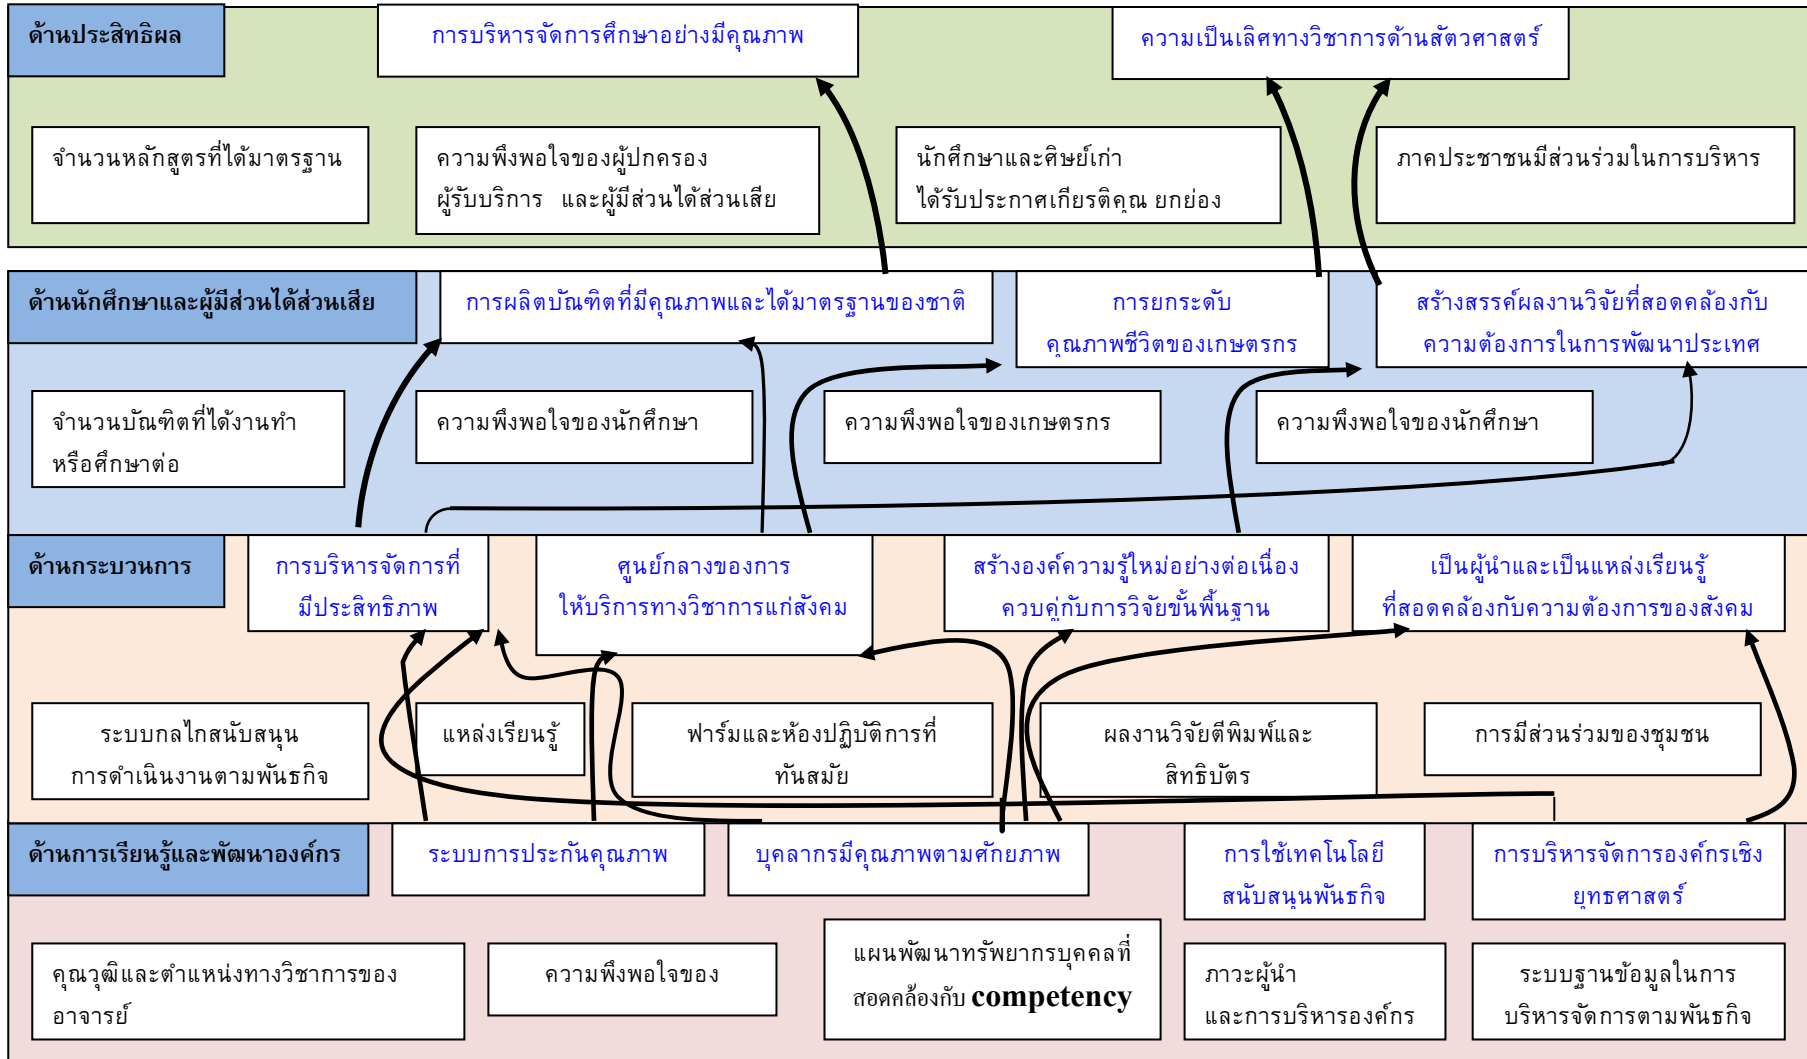 ด้านประสิทธิผล
การบริหารจัดการศึกษาอย่างมีคุณภาพ
ความเป็นเลิศทางวิชาการด้านสัตวศาสตร์
จำนวนหลักสูตรที่ได้มาตรฐาน
ความพึงพอใจของผู้ปกครอง
ผู้รับบริการ และผู้มีส่วนได้ส่วนเสีย
นักศึกษาและศิษย์เก่า
ได้รับประกาศเกียรติคุณ ยกย่อง
ภาคประชาชนมีส่วนร่วมในการบริหาร
ด้านนักศึกษาและผู้มีส่วนได้ส่วนเสีย
การผลิตบัณฑิตที่มีคุณภาพและได้มาตรฐานของชาติ
การยกระดับ
คุณภาพชีวิตของเกษตรกร
สร้างสรรค์ผลงานวิจัยที่สอดคล้องกับ
ความต้องการในการพัฒนาประเทศ
จำนวนบัณฑิตที่ได้งานทำ
หรือศึกษาต่อ
ความพึงพอใจของนักศึกษา
ความพึงพอใจของเกษตรกร
ความพึงพอใจของนักศึกษา
ด้านกระบวนการ
การบริหารจัดการที่
มีประสิทธิภาพ
ศูนย์กลางของการ
ให้บริการทางวิชาการแก่สังคม
สร้างองค์ความรู้ใหม่อย่างต่อเนื่อง
ควบคู่กับการวิจัยขั้นพื้นฐาน
เป็นผู้นำและเป็นแหล่งเรียนรู้
ที่สอดคล้องกับความต้องการของสังคม
ระบบกลไกสนับสนุน
การดำเนินงานตามพันธกิจ
แหล่งเรียนรู้
ฟาร์มและห้องปฏิบัติการที่
ทันสมัย
ผลงานวิจัยตีพิมพ์และ
สิทธิบัตร
การมีส่วนร่วมของชุมชน
ด้านการเรียนรู้และพัฒนาองค์กร
ระบบการประกันคุณภาพ
บุคลากรมีคุณภาพตามศักยภาพ
การใช้เทคโนโลยี
สนับสนุนพันธกิจ
การบริหารจัดการองค์กรเชิง
ยุทธศาสตร์
คุณวุฒิและตำแหน่งทางวิชาการของ
อาจารย์
ความพึงพอใจของ
แผนพัฒนาทรัพยากรบุคคลที่
สอดคล้องกับ competency
ภาวะผู้นำ
และการบริหารองค์กร
ระบบฐานข้อมูลในการ
บริหารจัดการตามพันธกิจ